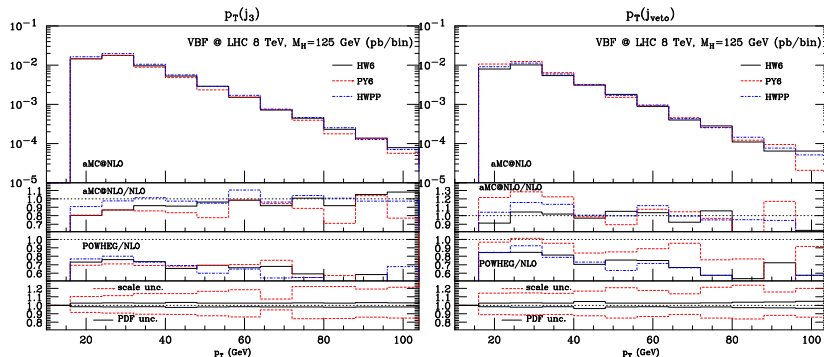 p_T(j_3)
10^-1
VBF @ LHC 8 TeV, M_H=125 GeV (pb/bin)
10^-2
HW6
PY6
HWPP
10^-3
10^-4
aMC@NLO
10^-5
aMC@NLO/NLO
1.1
1.0
0.9
0.8
0.7
POWHEG/NLO
1.0
0.9
0.8
0.7
0.6
scale unc.
1.2
1.1
1.0
0.9
0.8
PDF unc.
20 40 60 80 100
p_T (GeV)
p_T(j_veto)
10^-1
VBF @ LHC 8 TeV, M_H=125 GeV (pb/bin)
10^-2
HW6
PY6
HWPP
10^-3
10^-4
aMC@NLO
10^-5
aMC@NLO/NLO
1.3
1.2
1.1
1.0
0.9
0.8
1.0
0.9
0.8
0.7
0.6
POWHEG/NLO
scale unc.
1.2
1.1
1.0
0.9
0.8
PDF unc.
20 40 60 80 100
p_T (GeV)